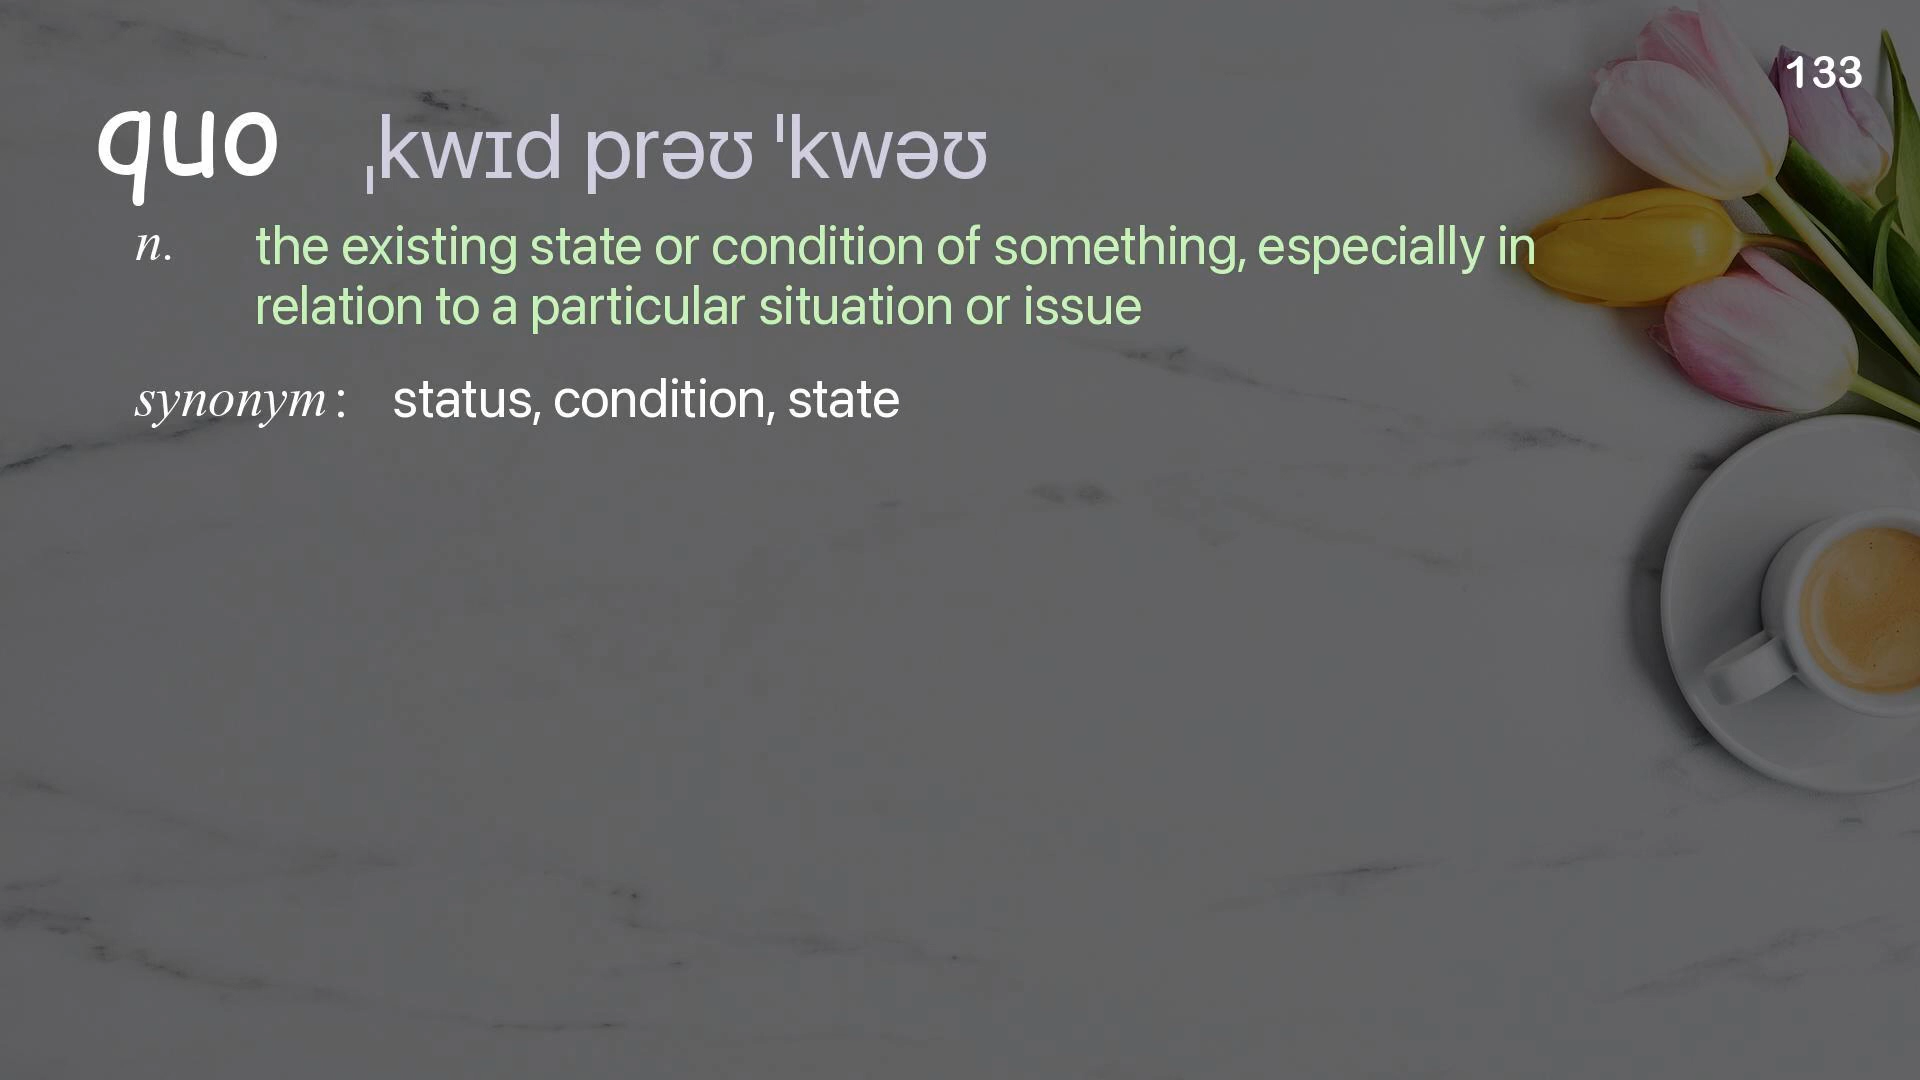 133
quo ˌkwɪd prəʊ ˈkwəʊ
n. the existing state or condition of something, especially in
relation to a particular situation or issue
synonym : status, condition, state